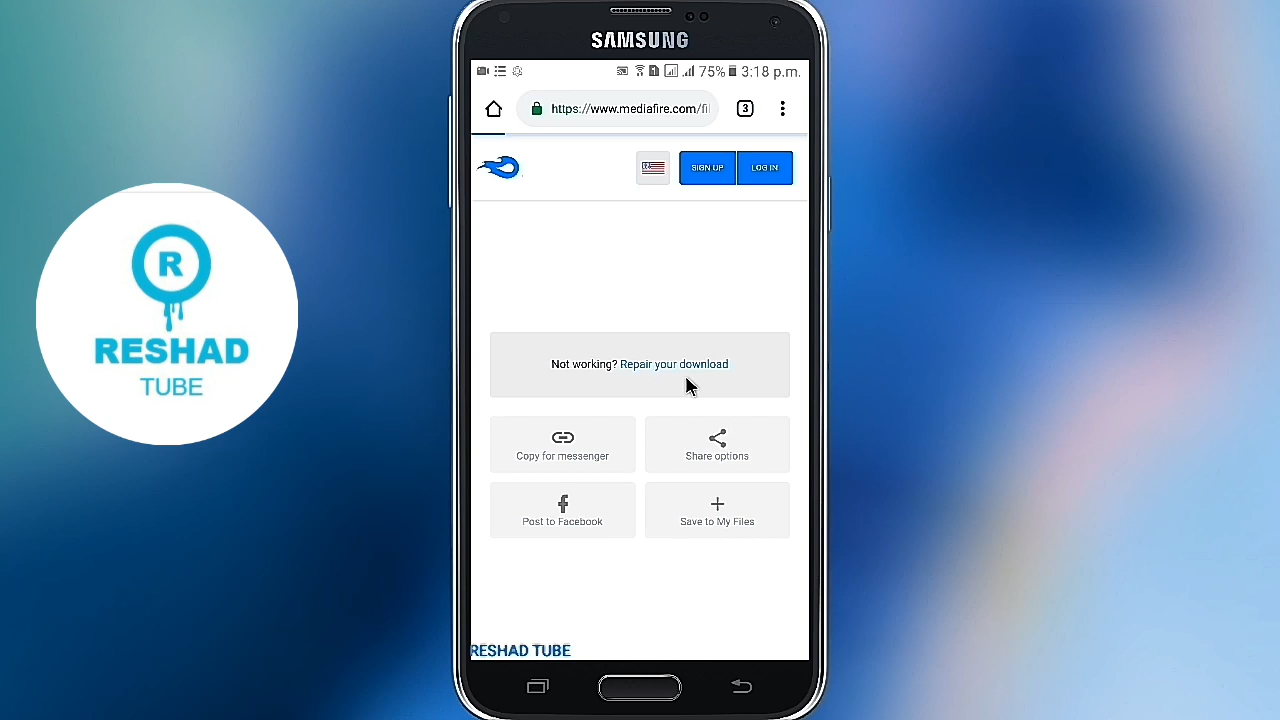 SAMSUNG
75% 3:18 p.m.
https://www.mediafire.com/fi
3
SIGN UP
LOG IN
Not working? Repair your download
Copy for messenger
Share options
Post to Facebook
Save to My Files
RESHAD TUBE
R
RESHAD
TUBE